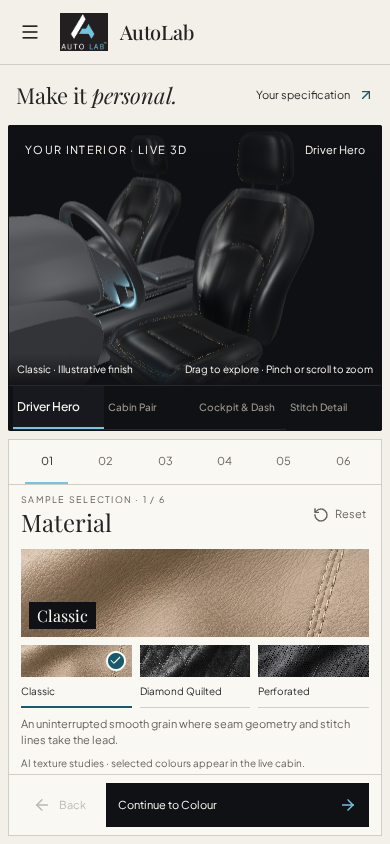 AUTO LAB
AutoLab
Make it personal.
Your specification
YOUR INTERIOR · LIVE 3D
Driver Hero
Classic · Illustrative finish
Drag to explore · Pinch or scroll to zoom
Driver Hero
Cabin Pair
Cockpit & Dash
Stitch Detail
01
02
03
04
05
06
SAMPLE SELECTION · 1 / 6
Material
Reset
Classic
Classic
Diamond Quilted
Perforated
An uninterrupted smooth grain where seam geometry and stitch
lines take the lead.
AI texture studies · selected colours appear in the live cabin.
Back
Continue to Colour